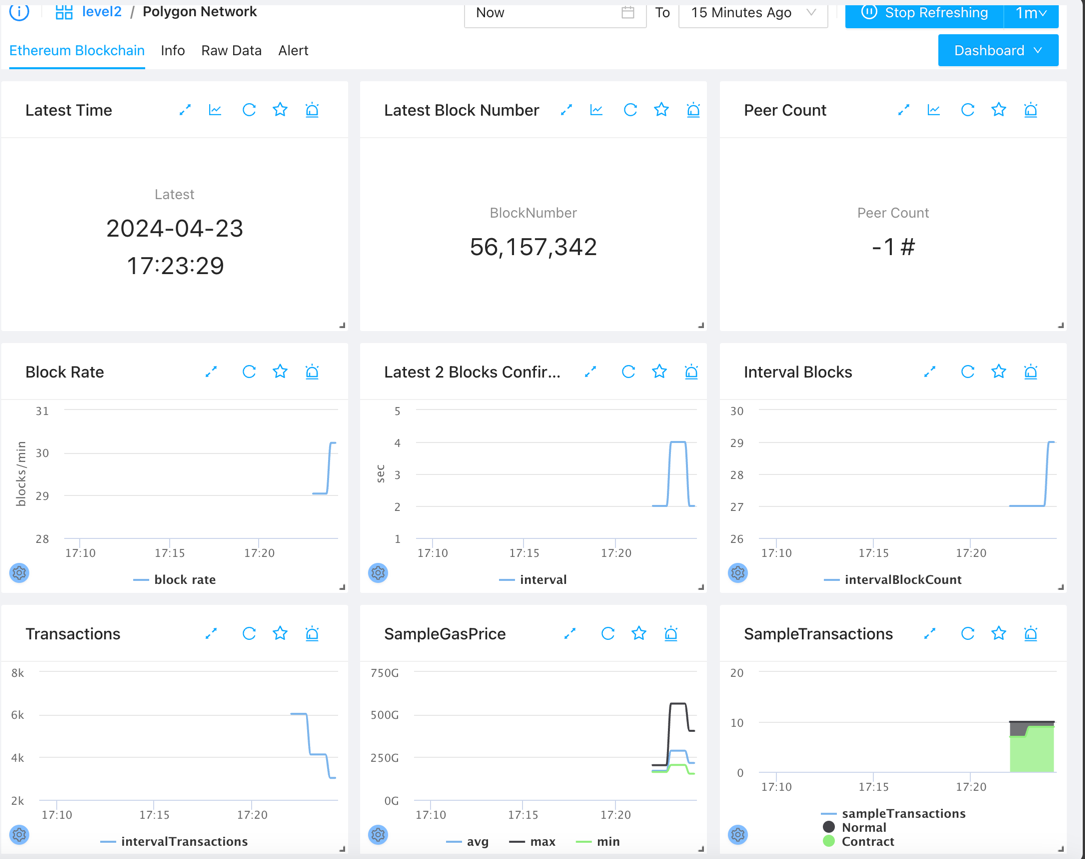 level2 / Polygon Network
Now To 15 Minutes Ago Stop Refreshing 1m
Ethereum Blockchain Info Raw Data Alert Dashboard
Latest Time
Latest
2024-04-23
17:23:29
Latest Block Number
BlockNumber
56,157,342
Peer Count
Peer Count
-1 #
Block Rate
blocks/min
31
30
29
28
17:10 17:15 17:20
block rate
Latest 2 Blocks Confir...
sec
5
4
3
2
1
17:10 17:15 17:20
interval
Interval Blocks
30
29
28
27
26
17:10 17:15 17:20
intervalBlockCount
Transactions
8k
6k
4k
2k
17:10 17:15 17:20
intervalTransactions
SampleGasPrice
750G
500G
250G
0G
17:10 17:15 17:20
avg max min
SampleTransactions
20
10
0
17:10 17:15 17:20
sampleTransactions
Normal
Contract